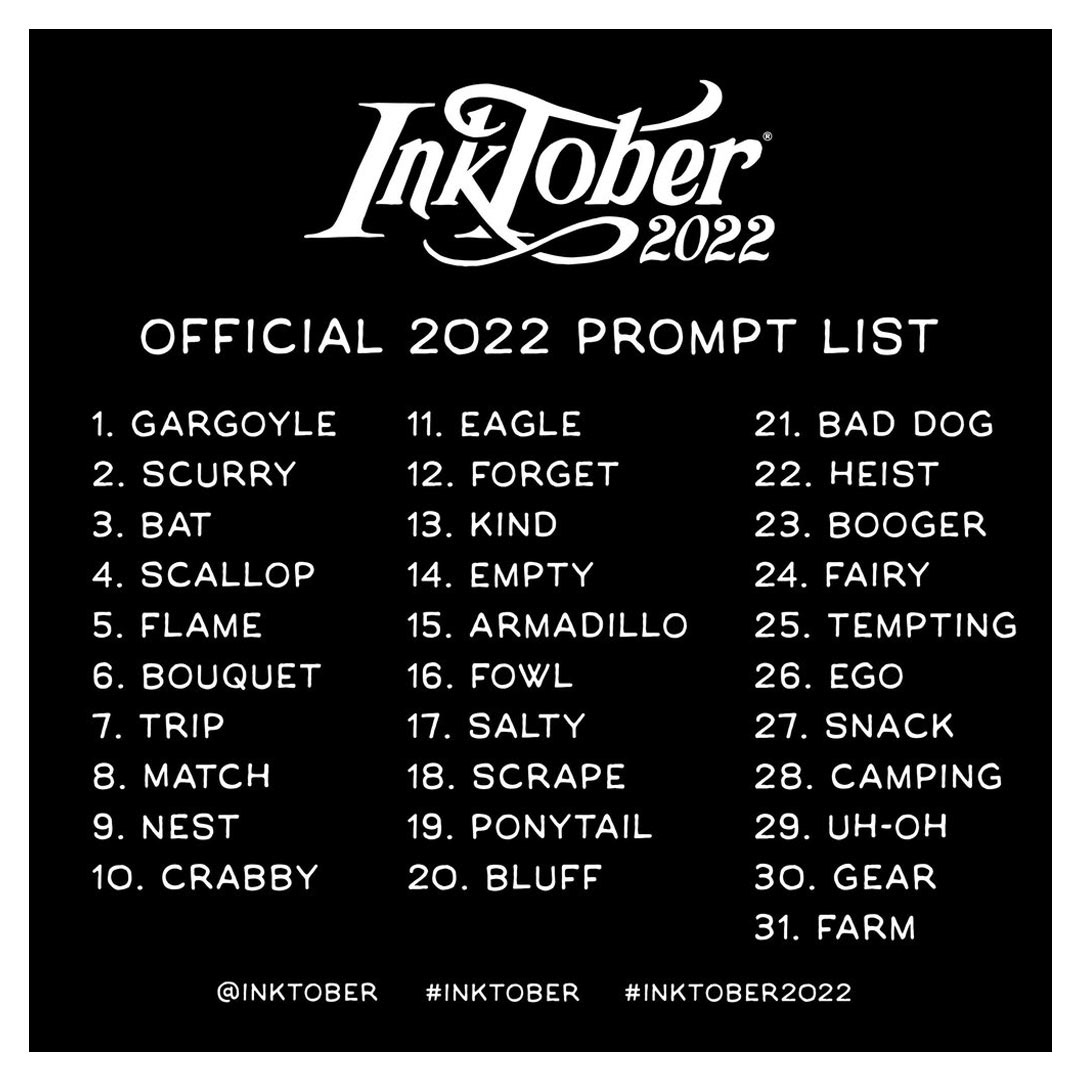 InkTober®
2022
OFFICIAL 2022 PROMPT LIST
1. GARGOYLE
2. SCURRY
3. BAT
4. SCALLOP
5. FLAME
6. BOUQUET
7. TRIP
8. MATCH
9. NEST
10. CRABBY
11. EAGLE
12. FORGET
13. KIND
14. EMPTY
15. ARMADILLO
16. FOWL
17. SALTY
18. SCRAPE
19. PONYTAIL
20. BLUFF
21. BAD DOG
22. HEIST
23. BOOGER
24. FAIRY
25. TEMPTING
26. EGO
27. SNACK
28. CAMPING
29. UH-OH
30. GEAR
31. FARM
@INKTOBER #INKTOBER #INKTOBER2022